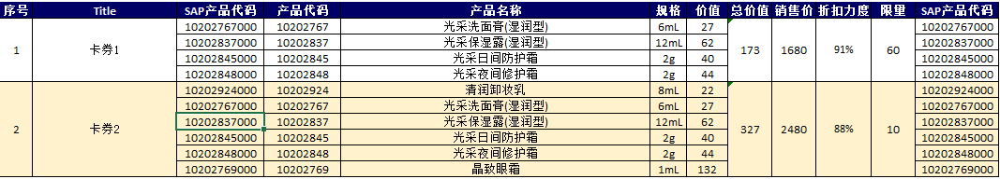 序号 Title SAP产品代码 产品代码 产品名称 规格 价值 总价值 销售价 折扣力度 限量 SAP产品代码
10202767000 10202767 光采洗面膏(湿润型) 6mL 27 10202767000
10202837000 10202837 光采保湿露(湿润型) 12mL 62 10202837000
1 卡券1 173 1680 91% 60
10202845000 10202845 光采日间防护霜 2g 40 10202845000
10202848000 10202848 光采夜间修护霜 2g 44 10202848000
10202924000 10202924 清润卸妆乳 8mL 22 10202924000
10202767000 10202767 光采洗面膏(湿润型) 6mL 27 10202767000
10202837000 10202837 光采保湿露(湿润型) 12mL 62 10202837000
2 卡券2 327 2480 88% 10
10202845000 10202845 光采日间防护霜 2g 40 10202845000
10202848000 10202848 光采夜间修护霜 2g 44 10202848000
10202769000 10202769 晶致眼霜 1mL 132 10202769000